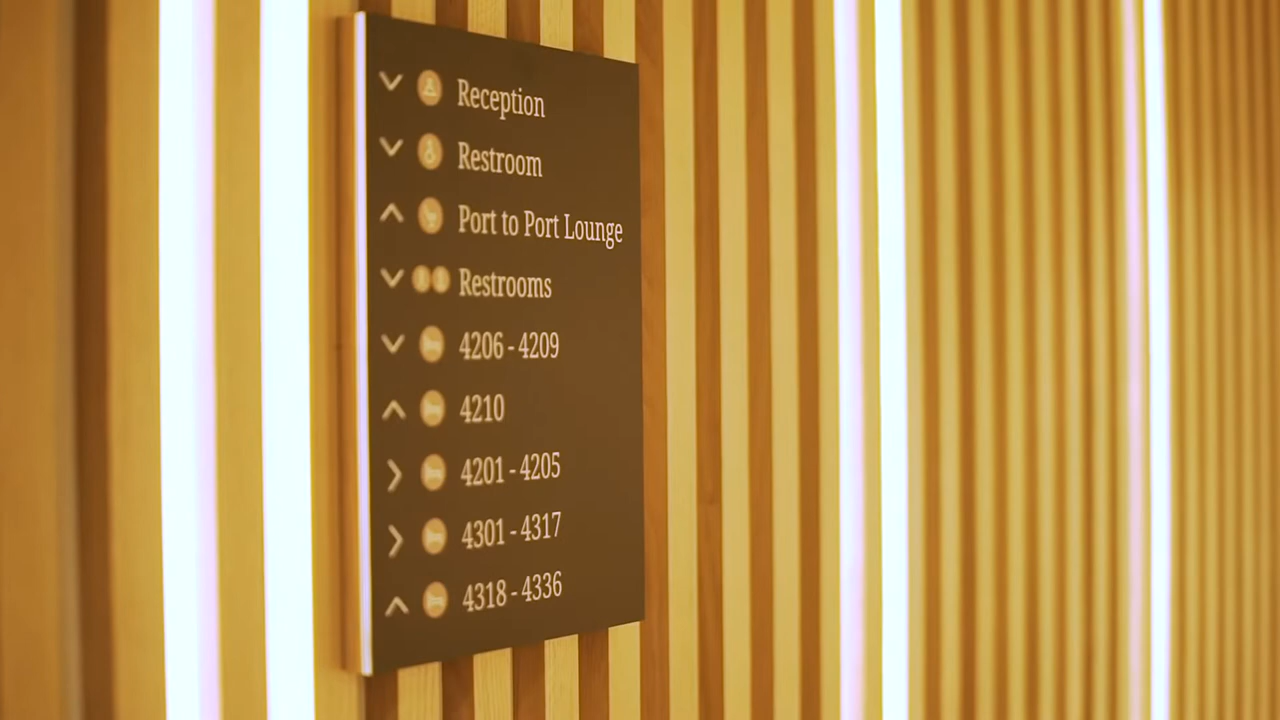 Reception
Restroom
Port to Port Lounge
Restrooms
4206 - 4209
4210
4201 - 4205
4301 - 4317
4318 - 4336